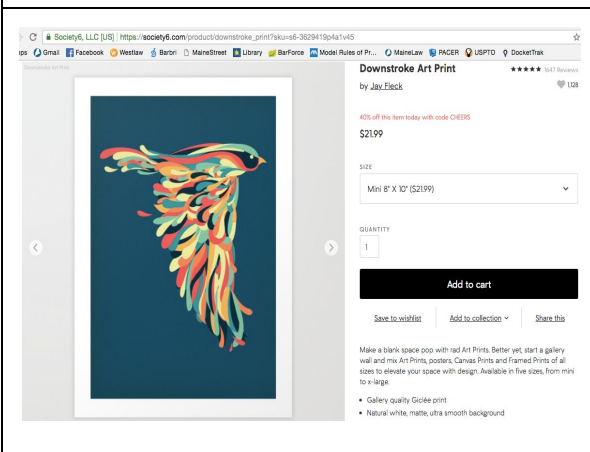 Society6, LLC [US] | https://society6.com/product/downstroke_print?sku=s6-3629419p4a1v45
ps Gmail Facebook Westlaw Barbri MaineStreet Library BarForce Model Rules of Pr... MaineLaw PACER USPTO DocketTrak
Downstroke Art Print
Downstroke Art Print
1647 Reviews
by Jay Fleck
1,128
40% off this item today with code CHEERS
$21.99
SIZE
Mini 8" X 10" ($21.99)
QUANTITY
1
Add to cart
Save to wishlist Add to collection Share this
Make a blank space pop with rad Art Prints. Better yet, start a gallery
wall and mix Art Prints, posters, Canvas Prints and Framed Prints of all
sizes to elevate your space with design. Available in five sizes, from mini
to x-large.
• Gallery quality Giclée print
• Natural white, matte, ultra smooth background